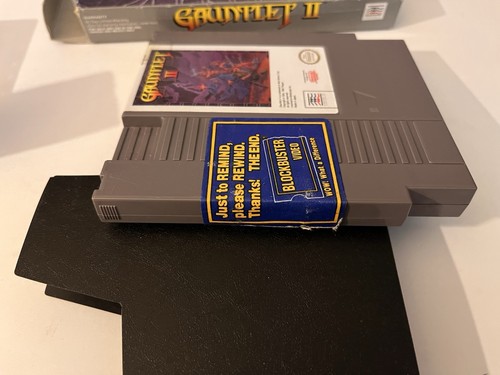 GAUNTLET II
GAUNTLET
II
Just to REMIND,
please REWIND.
Thanks! THE END.
BLOCKBUSTER
VIDEO
WOW! What a Difference